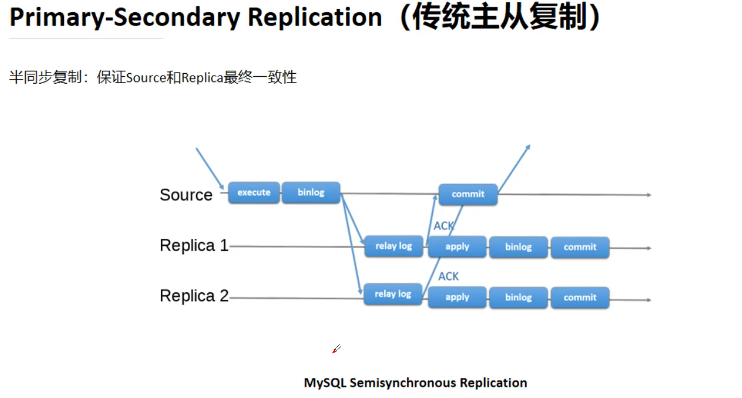 Primary-Secondary Replication（传统主从复制）
半同步复制：保证Source和Replica最终一致性
Source execute binlog commit
ACK
Replica 1 relay log apply binlog commit
ACK
Replica 2 relay log apply binlog commit
MySQL Semisynchronous Replication